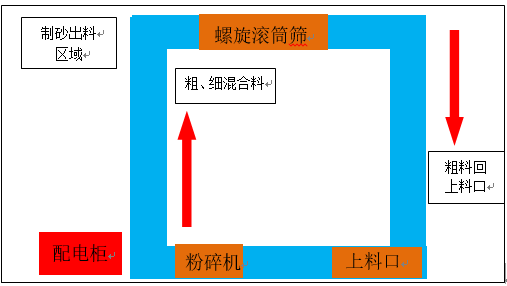 制砂出料
区域
螺旋滚筒筛
粗、细混合料
粗料回
上料口
配电柜
粉碎机
上料口